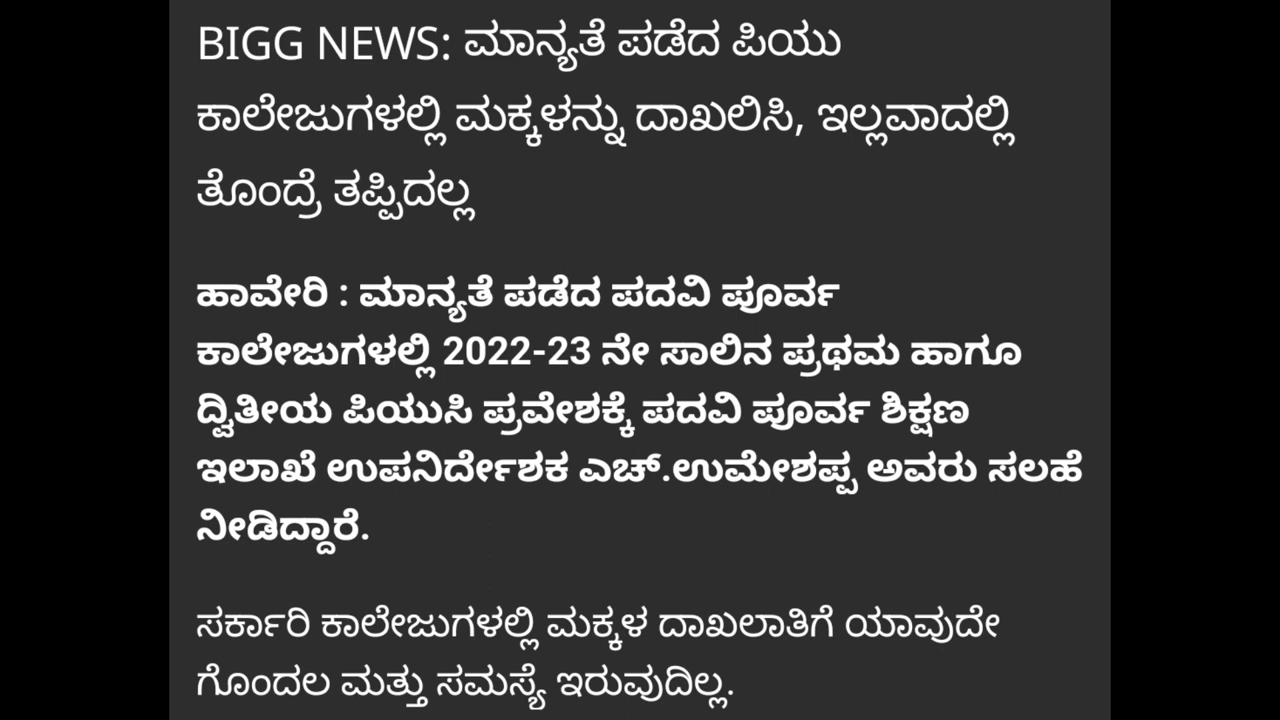 BIGG NEWS: ಮಾನ್ಯತೆ ಪಡೆದ ಪಿಯು
ಕಾಲೇಜುಗಳಲ್ಲಿ ಮಕ್ಕಳನ್ನು ದಾಖಲಿಸಿ, ಇಲ್ಲವಾದಲ್ಲಿ
ತೊಂದ್ರೆ ತಪ್ಪಿದಲ್ಲ
ಹಾವೇರಿ : ಮಾನ್ಯತೆ ಪಡೆದ ಪದವಿ ಪೂರ್ವ
ಕಾಲೇಜುಗಳಲ್ಲಿ 2022-23 ನೇ ಸಾಲಿನ ಪ್ರಥಮ ಹಾಗೂ
ದ್ವಿತೀಯ ಪಿಯುಸಿ ಪ್ರವೇಶಕ್ಕೆ ಪದವಿ ಪೂರ್ವ ಶಿಕ್ಷಣ
ಇಲಾಖೆ ಉಪನಿರ್ದೇಶಕ ಎಚ್.ಉಮೇಶಪ್ಪ ಅವರು ಸಲಹೆ
ನೀಡಿದ್ದಾರೆ.
ಸರ್ಕಾರಿ ಕಾಲೇಜುಗಳಲ್ಲಿ ಮಕ್ಕಳ ದಾಖಲಾತಿಗೆ ಯಾವುದೇ
ಗೊಂದಲ ಮತ್ತು ಸಮಸ್ಯೆ ಇರುವುದಿಲ್ಲ.